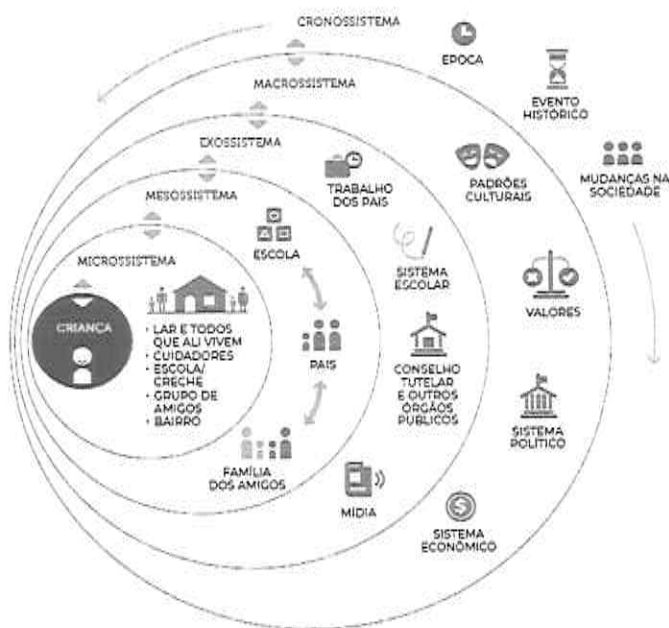 CRONOSSISTEMA
EPOCA
MACROSSISTEMA
EVENTO
HISTÓRICO
EXOSSISTEMA
TRABALHO
DOS PAIS
PADRÕES
CULTURAIS
MUDANÇAS NA
SOCIEDADE
MESOSSISTEMA
ESCOLA
MICROSSISTEMA
SISTEMA
ESCOLAR
VALORES
CRIANÇA
• LAR E TODOS
QUE ALI VIVEM
• CUIDADORES
• ESCOLA/
CRECHE
• GRUPO DE
AMIGOS
• BAIRRO
PAIS
CONSELHO
TUTELAR
E OUTROS
ÓRGÃOS
PÚBLICOS
SISTEMA
POLÍTICO
FAMÍLIA
DOS AMIGOS
MÍDIA
SISTEMA
ECONÔMICO